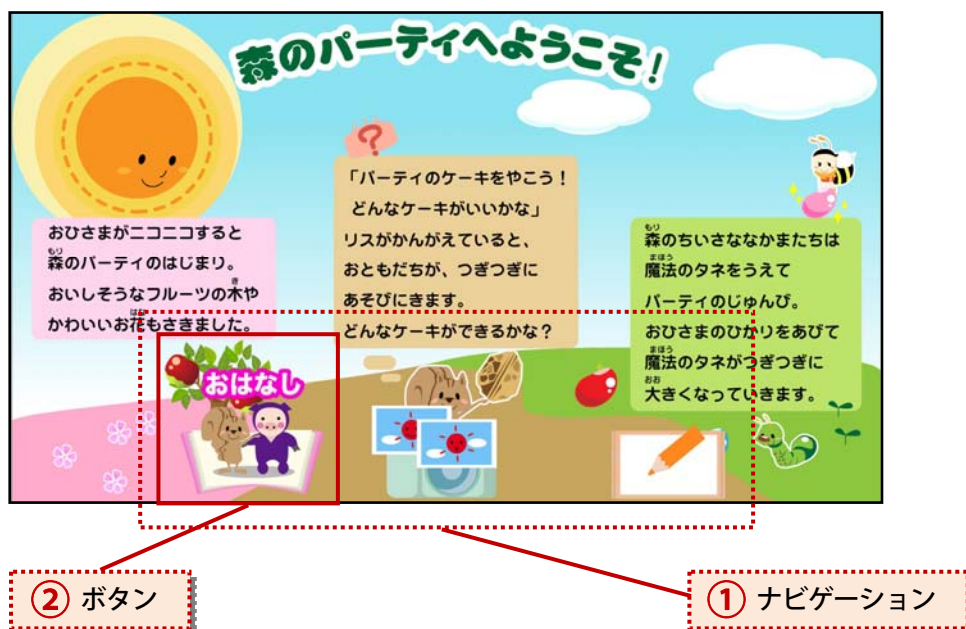 森のパーティへようこそ!
おひさまがニコニコすると
森のパーティのはじまり。
おいしそうなフルーツの木や
かわいいお花もさきました。
?
「パーティのケーキをやこう!
どんなケーキがいいかな」
リスがかんがえていると、
おともだちが、つぎつぎに
あそびにきます。
どんなケーキができるかな?
森のちいさななかまたちは
魔法のタネをうえて
パーティのじゅんび。
おひさまのひかりをあびて
魔法のタネがつぎつぎに
大きくなっていきます。
おはなし
② ボタン
① ナビゲーション